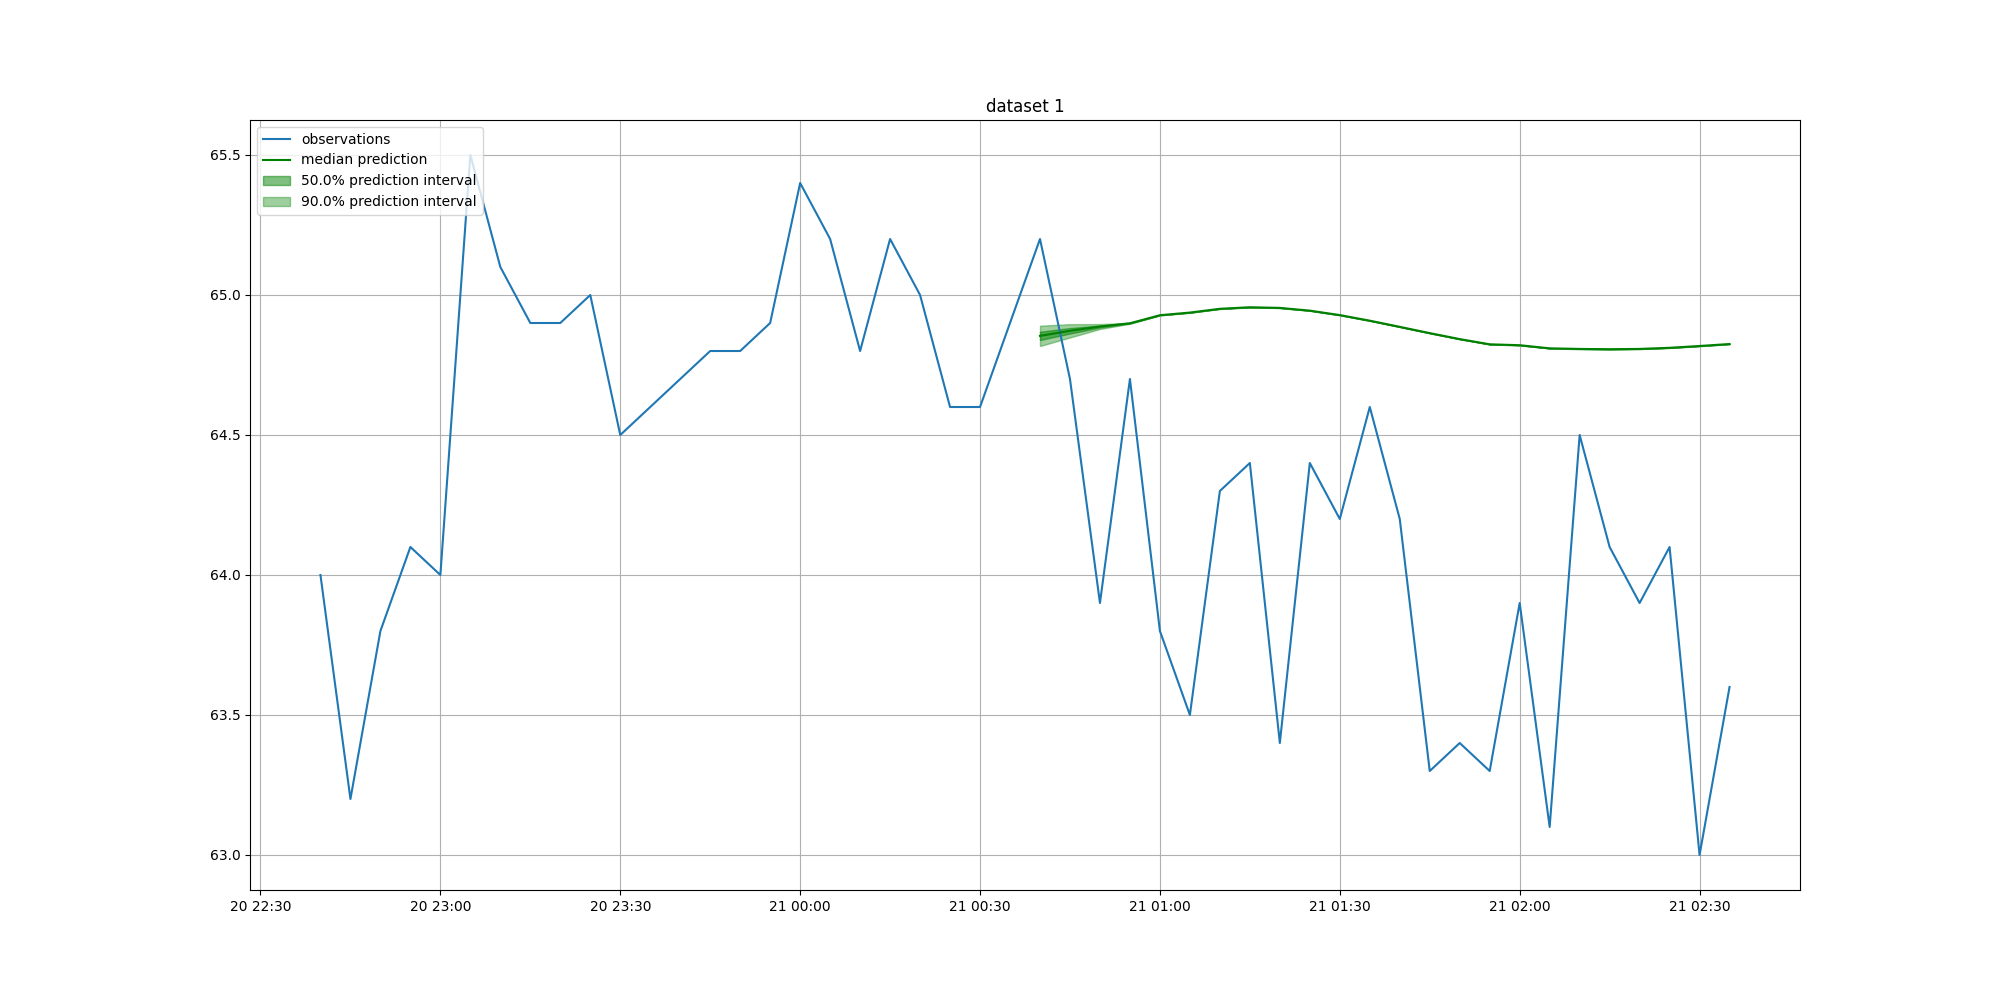 dataset 1
observations
median prediction
50.0% prediction interval
90.0% prediction interval
65.5
65.0
64.5
64.0
63.5
63.0
20 22:30 20 23:00 20 23:30 21 00:00 21 00:30 21 01:00 21 01:30 21 02:00 21 02:30